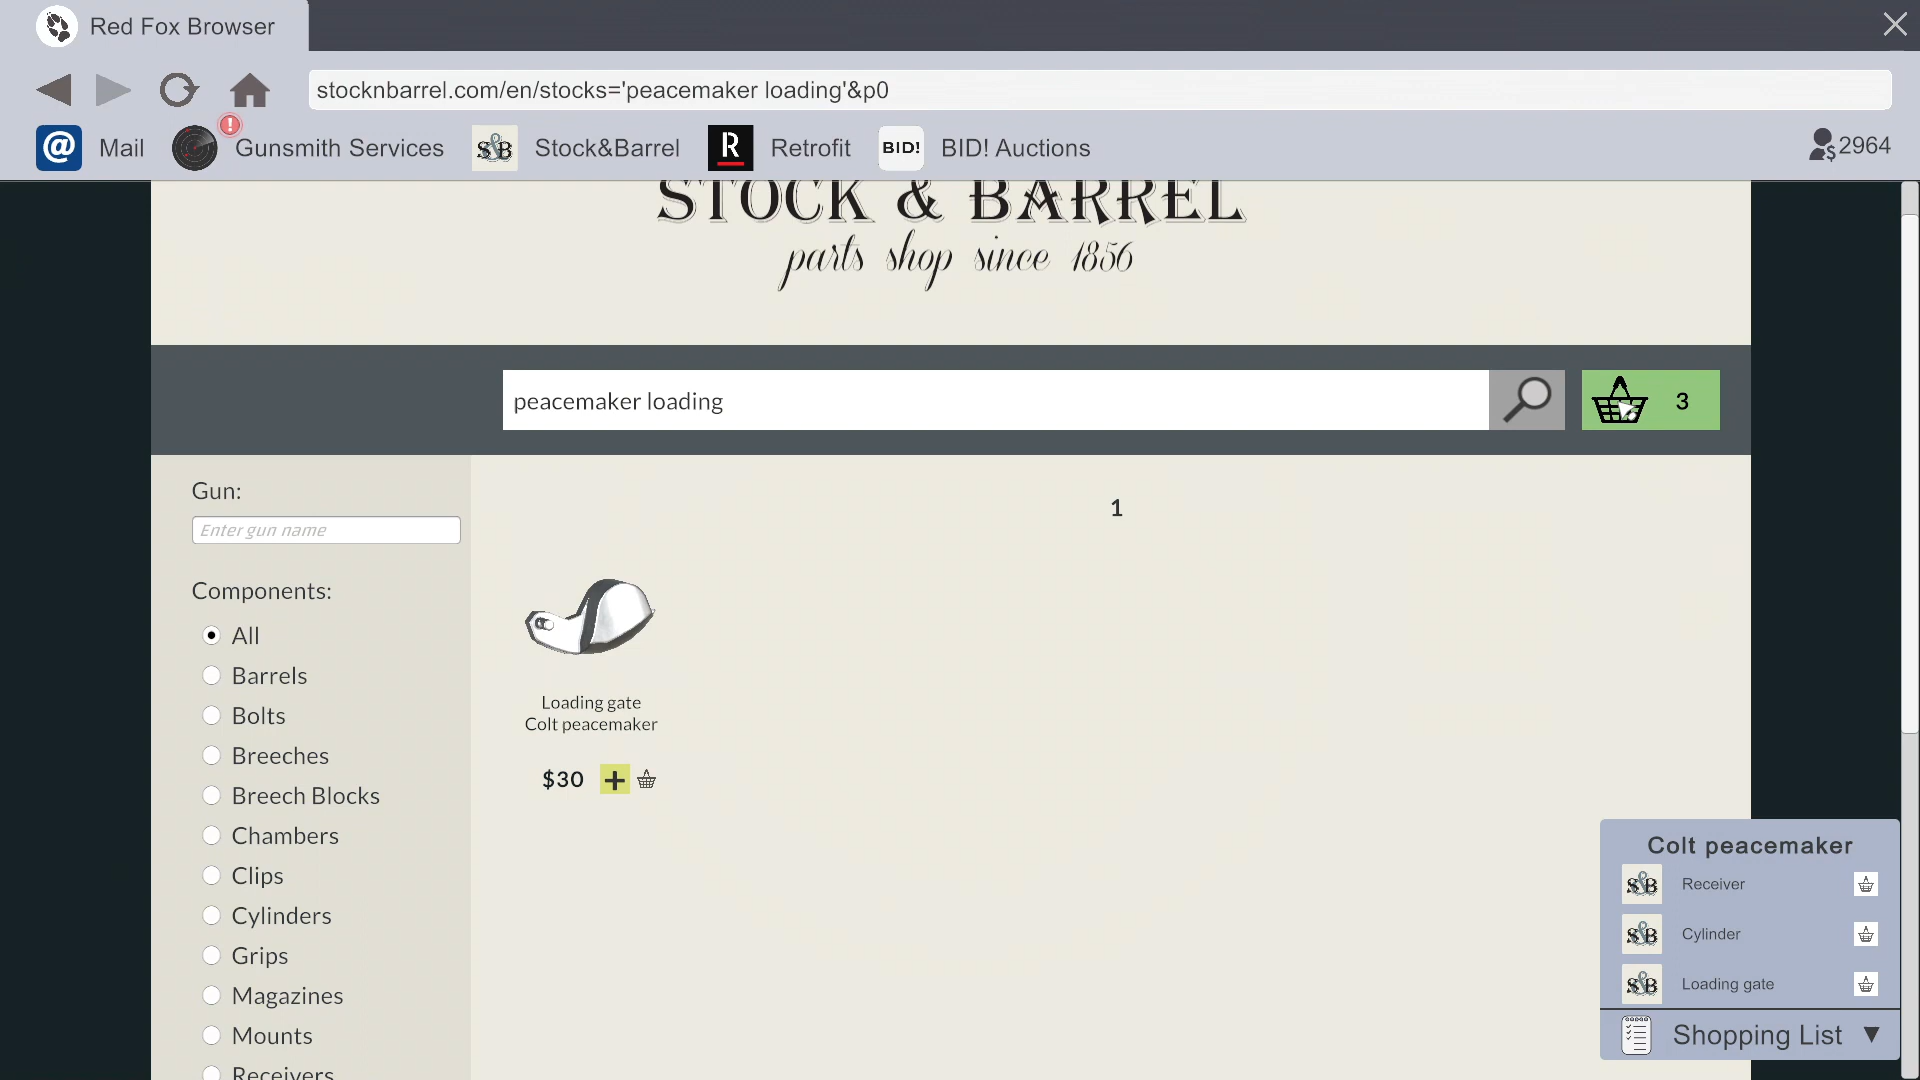 Red Fox Browser
stocknbarrel.com/en/stocks='peacemaker loading'&p0
@ Mail ! Gunsmith Services S&B Stock&Barrel R Retrofit BID! BID! Auctions $ 2964
STOCK & BARREL
parts shop since 1856
peacemaker loading 3
Gun:
Enter gun name
1
Components:
All
Barrels
Bolts
Breeches
Breech Blocks
Chambers
Clips
Cylinders
Grips
Magazines
Mounts
Receivers
Loading gate
Colt peacemaker
$30 +
Colt peacemaker
S&B Receiver
S&B Cylinder
S&B Loading gate
Shopping List ▼